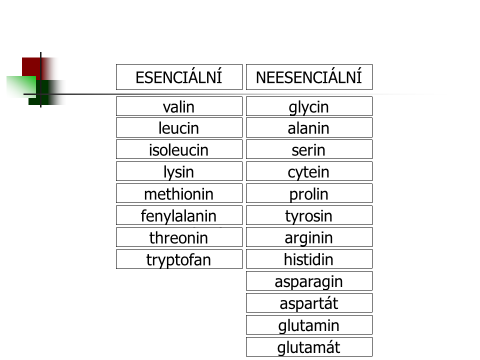 ESENCIÁLNÍ NEESENCIÁLNÍ
valin glycin
leucin alanin
isoleucin serin
lysin cytein
methionin prolin
fenylalanin tyrosin
threonin arginin
tryptofan histidin
asparagin
aspartát
glutamin
glutamát